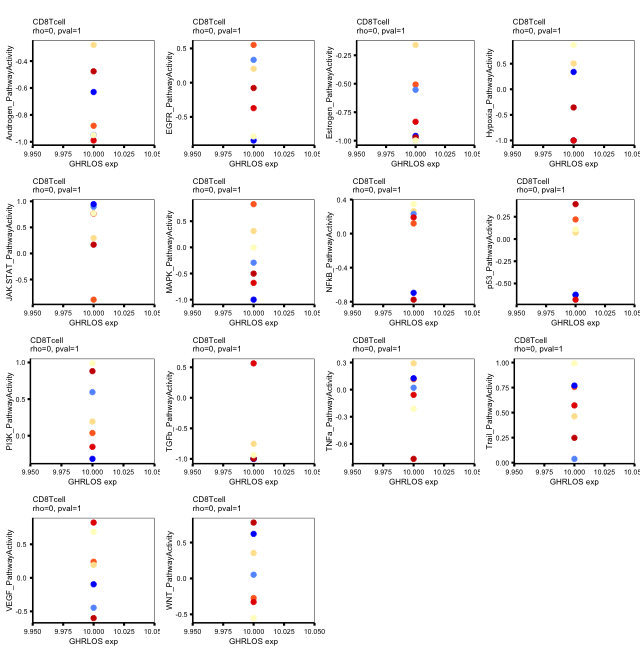 CD8Tcell
rho=0, pval=1
Androgen_PathwayActivity
-0.4
-0.6
-0.8
-1.0
9.950 9.975 10.000 10.025 10.05
CD8Tcell
rho=0, pval=1
EGFR_PathwayActivity
0.5
0.0
-0.5
9.950 9.975 10.000 10.025 10.05
CD8Tcell
rho=0, pval=1
Estrogen_PathwayActivity
-0.25
-0.50
-0.75
-1.00
9.950 9.975 10.000 10.025 10.05
CD8Tcell
rho=0, pval=1
Hypoxia_PathwayActivity
0.5
0.0
-0.5
-1.0
9.950 9.975 10.000 10.025 10.05
CD8Tcell
rho=0, pval=1
JAK.STAT_PathwayActivity
1.0
0.5
0.0
-0.5
9.950 9.975 10.000 10.025 10.05
GHRLOS exp
CD8Tcell
rho=0, pval=1
MAPK_PathwayActivity
0.5
0.0
-0.5
-1.0
9.950 9.975 10.000 10.025 10.05
GHRLOS exp
CD8Tcell
rho=0, pval=1
NFkB_PathwayActivity
0.4
0.0
-0.4
-0.8
9.950 9.975 10.000 10.025 10.05
GHRLOS exp
CD8Tcell
rho=0, pval=1
p53_PathwayActivity
0.25
0.00
-0.25
-0.50
9.950 9.975 10.000 10.025 10.05
GHRLOS exp
CD8Tcell
rho=0, pval=1
PI3K_PathwayActivity
1.0
0.5
0.0
9.950 9.975 10.000 10.025 10.05
GHRLOS exp
CD8Tcell
rho=0, pval=1
TGFb_PathwayActivity
0.5
0.0
-0.5
-1.0
9.950 9.975 10.000 10.025 10.05
GHRLOS exp
CD8Tcell
rho=0, pval=1
TNFa_PathwayActivity
0.3
0.0
-0.3
-0.6
9.950 9.975 10.000 10.025 10.05
GHRLOS exp
CD8Tcell
rho=0, pval=1
Trail_PathwayActivity
1.00
0.75
0.50
0.25
0.00
9.950 9.975 10.000 10.025 10.05
GHRLOS exp
CD8Tcell
rho=0, pval=1
VEGF_PathwayActivity
0.5
0.0
-0.5
9.950 9.975 10.000 10.025 10.05
GHRLOS exp
CD8Tcell
rho=0, pval=1
WNT_PathwayActivity
0.5
0.0
-0.5
9.950 9.975 10.000 10.025 10.050
GHRLOS exp